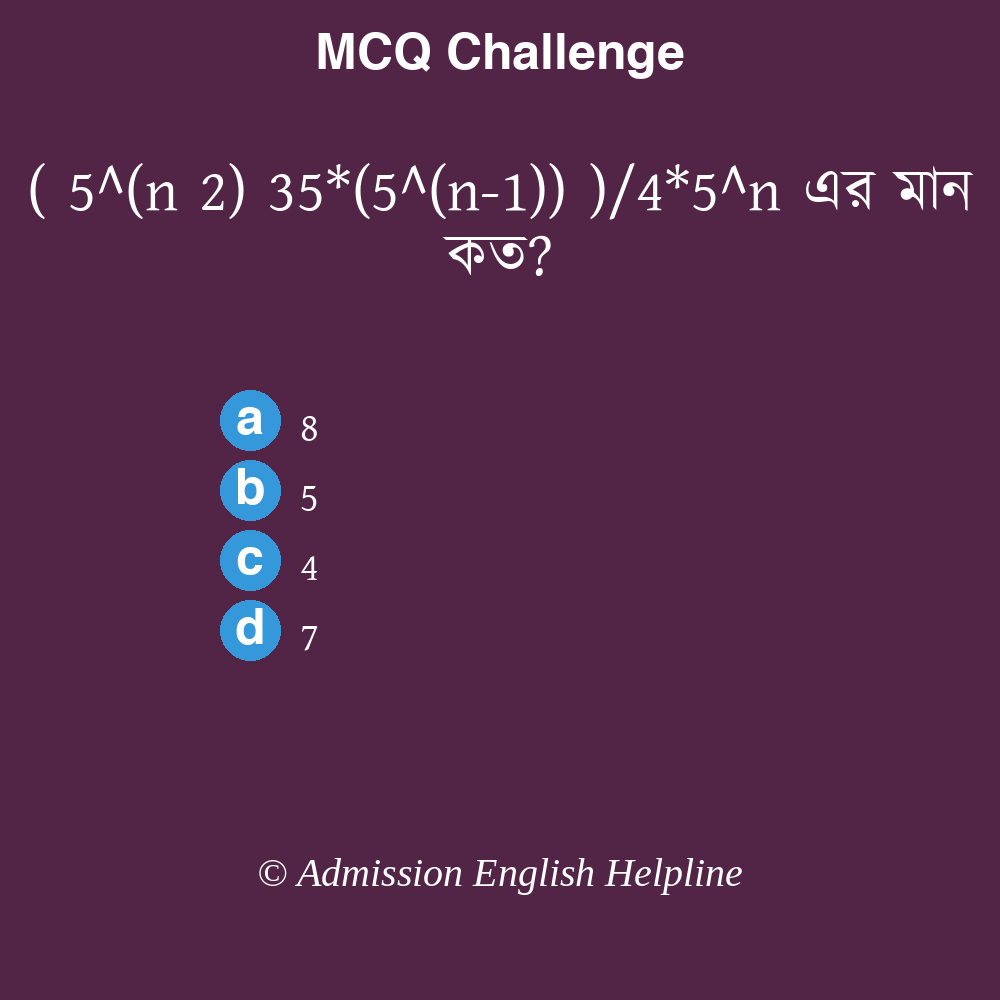 MCQ Challenge
( 5^(n 2) 35*(5^(n-1)) )/4*5^n এর মান
কত?
a 8
b 5
c 4
d 7
© Admission English Helpline